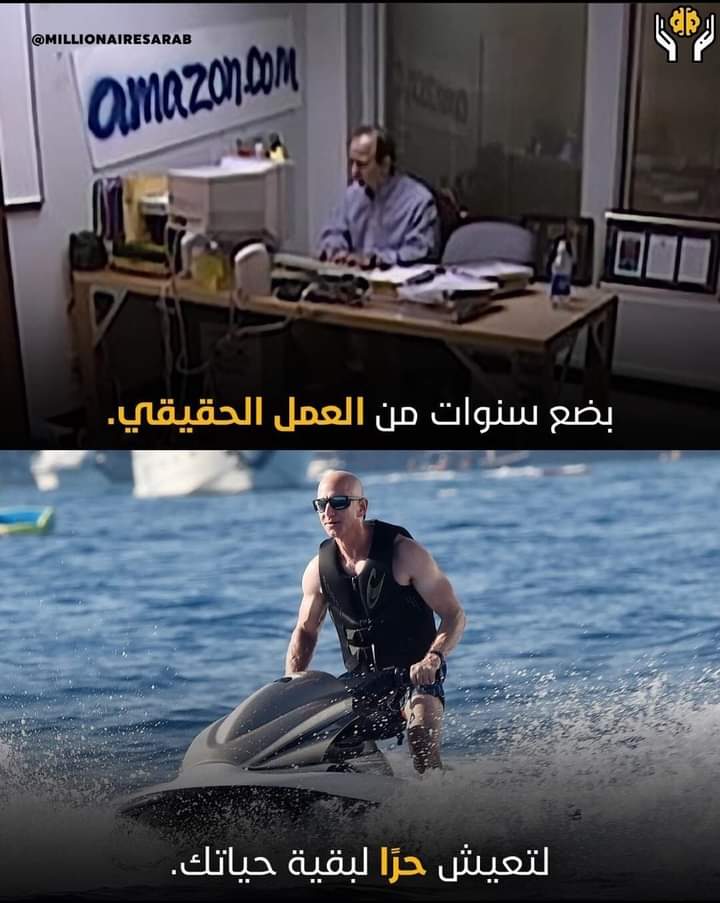 @MILLIONAIRESARAB
amazon.com
بضع سنوات من العمل الحقيقي.
لتعيش حرًا لبقية حياتك.